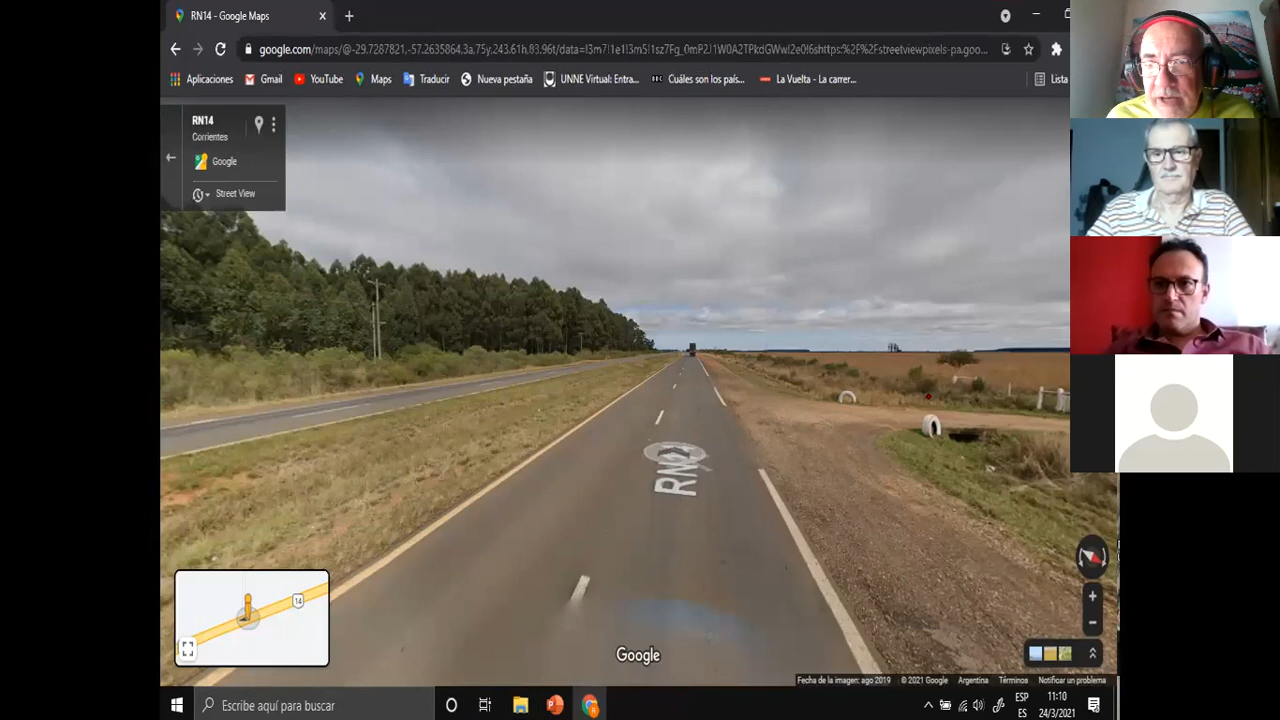 RN14 - Google Maps
google.com/maps/@-29.7287821,-57.2635864,3a,75y,243.61h,83.96t/data=!3m7!1e1!3m5!1sz7Fg_0mP2J1W0A2TPkdGWw!2e0!6shttps:%2F%2Fstreetviewpixels-pa.goo...
Aplicaciones
Gmail
YouTube
Maps
Traducir
Nueva pestaña
UNNE Virtual: Entra...
Cuáles son los país...
La Vuelta - La carrer...
Lista
RN14
Corrientes
Google
Street View
RN14
14
Google
Fecha de la imagen: ago 2019
© 2021 Google
Argentina
Términos
Notificar un problema
Escribe aquí para buscar
ESP
ES
11:10
24/3/2021